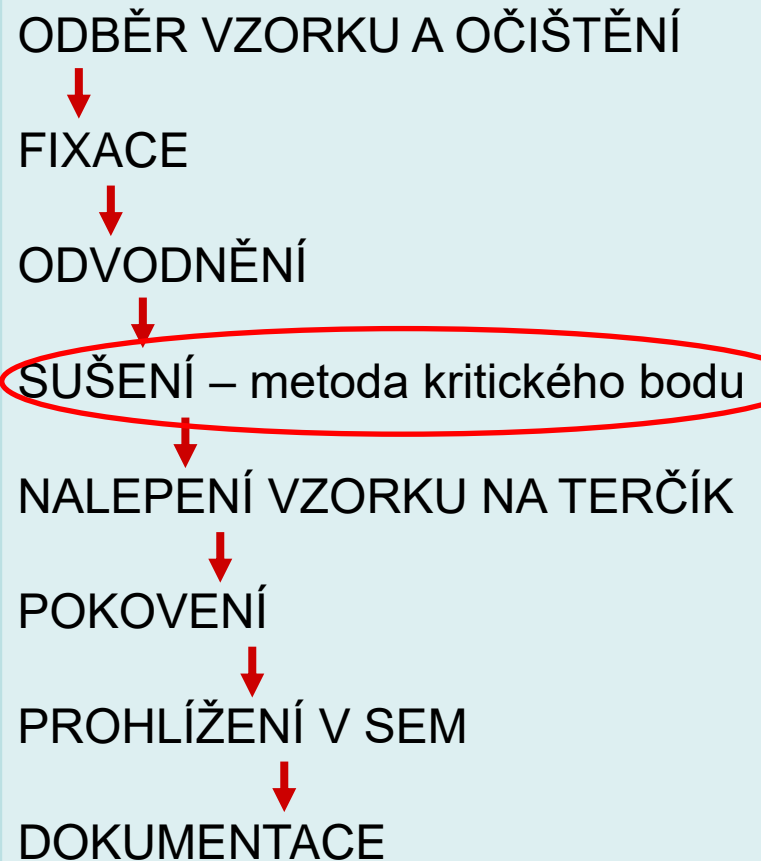 ODBĚR VZORKU A OČIŠTĚNÍ
FIXACE
ODVODNĚNÍ
SUŠENÍ – metoda kritického bodu
NALEPENÍ VZORKU NA TERČÍK
POKOVENÍ
PROHLÍŽENÍ V SEM
DOKUMENTACE